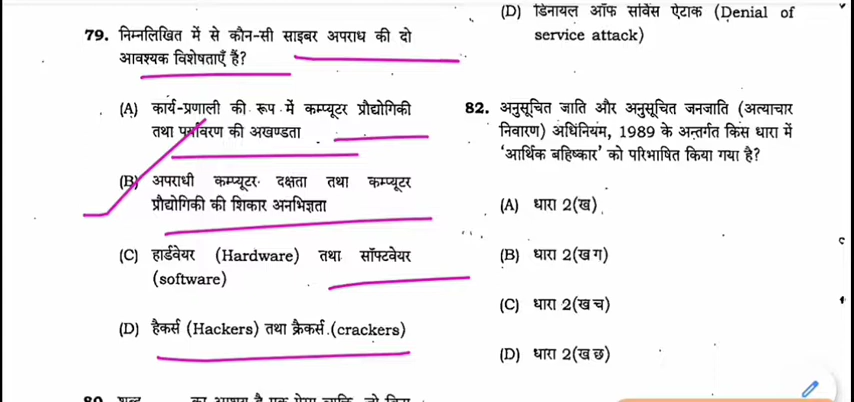 79. निम्नलिखित में से कौन-सी साइबर अपराध की दो
आवश्यक विशेषताएँ हैं?
(A) कार्य-प्रणाली की रूप में कम्प्यूटर प्रौद्योगिकी
तथा पर्यावरण की अखण्डता
(B) अपराधी कम्प्यूटर दक्षता तथा कम्प्यूटर
प्रौद्योगिकी की शिकार अनभिज्ञता
(C) हार्डवेयर (Hardware) तथा सॉफ्टवेयर
(software)
(D) हैकर्स (Hackers) तथा क्रैकर्स (crackers)
80. शब्द
(D) डिनायल ऑफ सर्विस ऐटाक (Denial of
service attack)
82. अनुसूचित जाति और अनुसूचित जनजाति (अत्याचार
निवारण) अधिनियम, 1989 के अन्तर्गत किस धारा में
‘आर्थिक बहिष्कार’ को परिभाषित किया गया है?
(A) धारा 2(ख)
(B) धारा 2(ख ग)
(C) धारा 2(ख च)
(D) धारा 2(ख छ)